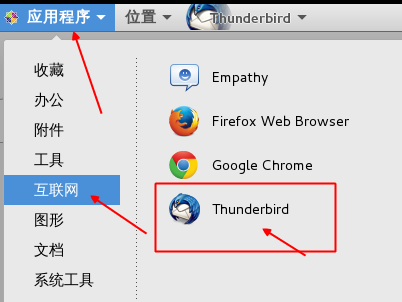 应用程序 位置 Thunderbird
收藏
办公
附件
工具
互联网
图形
文档
系统工具
Empathy
Firefox Web Browser
Google Chrome
Thunderbird